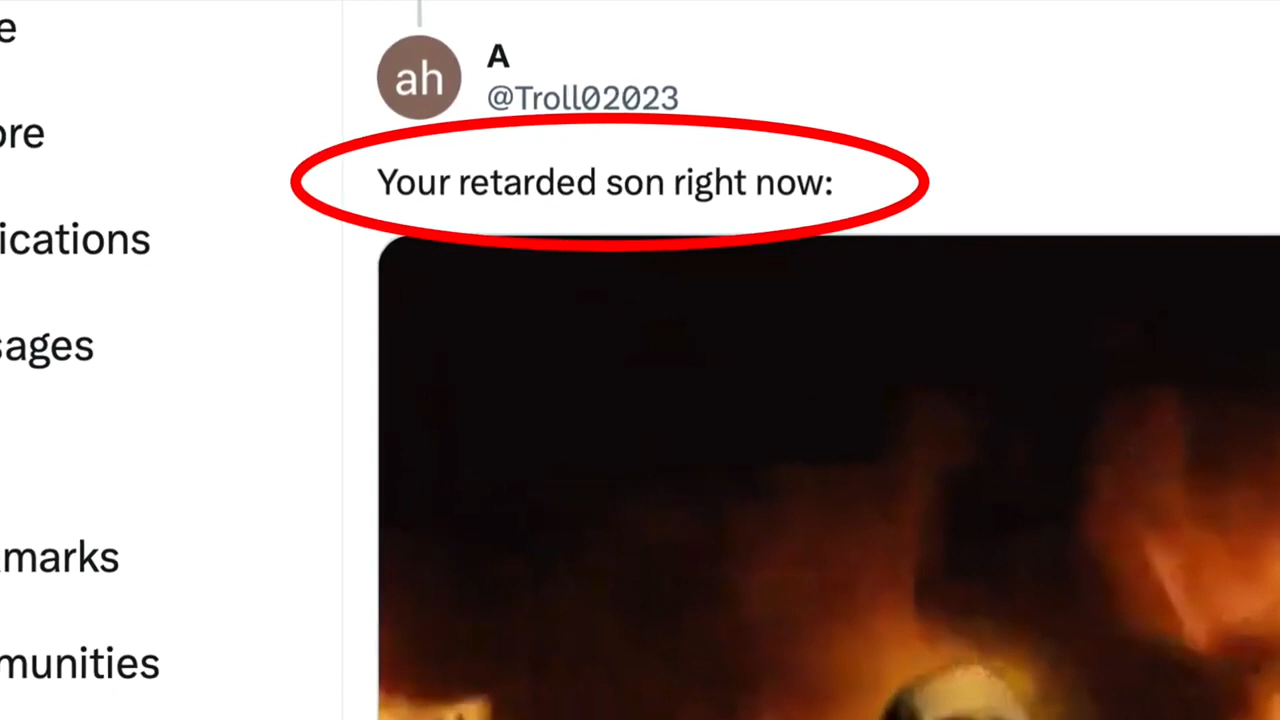 e
ah
A
@Troll02023
ore
Your retarded son right now:
ications
sages
marks
munities